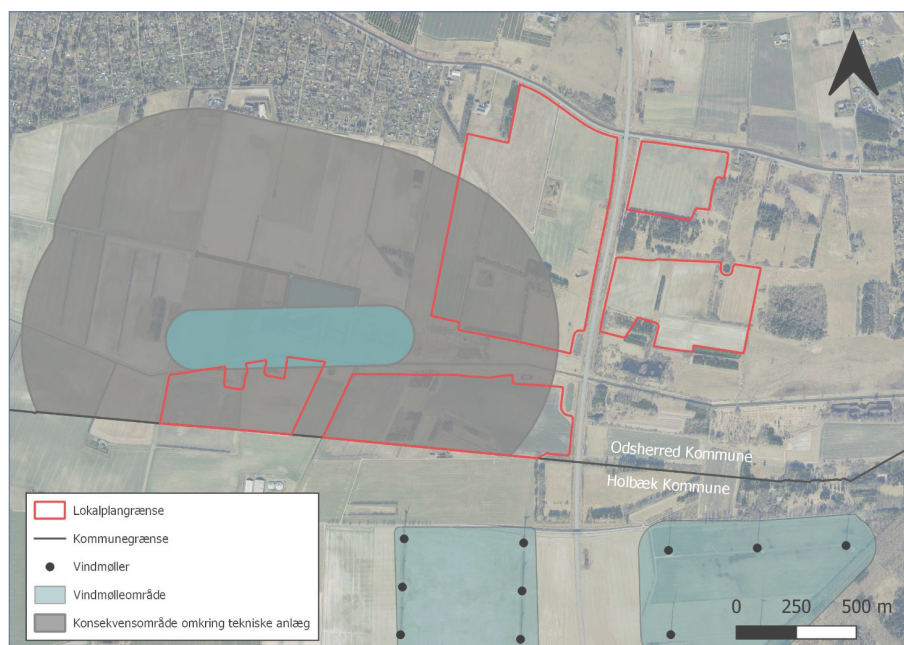 Odsherred Kommune
Holbæk Kommune
Lokalplangrænse
Kommunegrænse
Vindmøller
Vindmølleområde
Konsekvensområde omkring tekniske anlæg
0 250 500 m